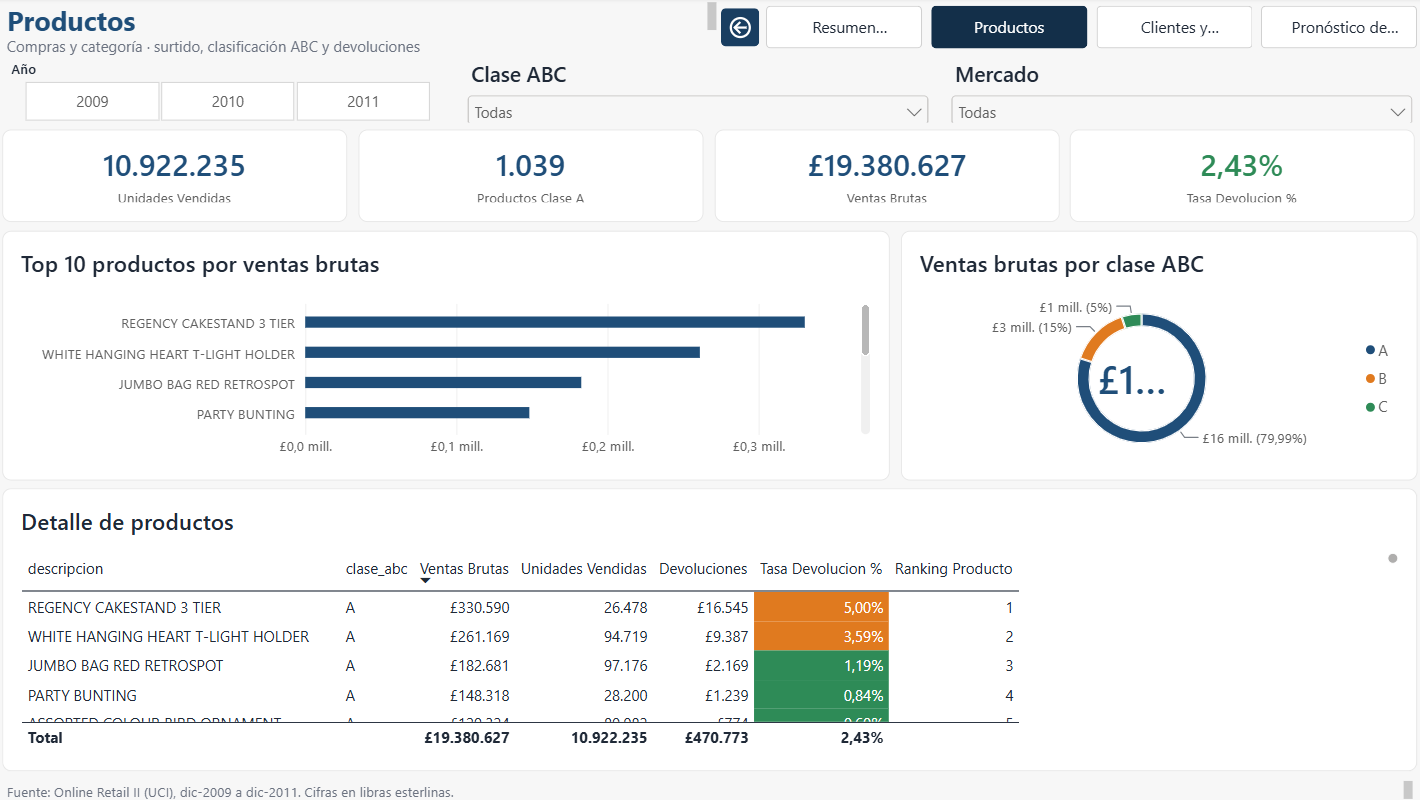 Productos
Compras y categoría · surtido, clasificación ABC y devoluciones
Resumen...
Productos
Clientes y...
Pronóstico de...
Año
2009
2010
2011
Clase ABC
Todas
Mercado
Todas
10.922.235
Unidades Vendidas
1.039
Productos Clase A
£19.380.627
Ventas Brutas
2,43%
Tasa Devolucion %
Top 10 productos por ventas brutas
REGENCY CAKESTAND 3 TIER
WHITE HANGING HEART T-LIGHT HOLDER
JUMBO BAG RED RETROSPOT
PARTY BUNTING
£0,0 mill. £0,1 mill. £0,2 mill. £0,3 mill.
Ventas brutas por clase ABC
£1 mill. (5%)
£3 mill. (15%)
£1...
£16 mill. (79,99%)
A
B
C
Detalle de productos
descripcion clase_abc Ventas Brutas Unidades Vendidas Devoluciones Tasa Devolucion % Ranking Producto
REGENCY CAKESTAND 3 TIER A £330.590 26.478 £16.545 5,00% 1
WHITE HANGING HEART T-LIGHT HOLDER A £261.169 94.719 £9.387 3,59% 2
JUMBO BAG RED RETROSPOT A £182.681 97.176 £2.169 1,19% 3
PARTY BUNTING A £148.318 28.200 £1.239 0,84% 4
ASSORTED COLOUR BIRD ORNAMENT A
Total £19.380.627 10.922.235 £470.773 2,43%
Fuente: Online Retail II (UCI), dic-2009 a dic-2011. Cifras en libras esterlinas.